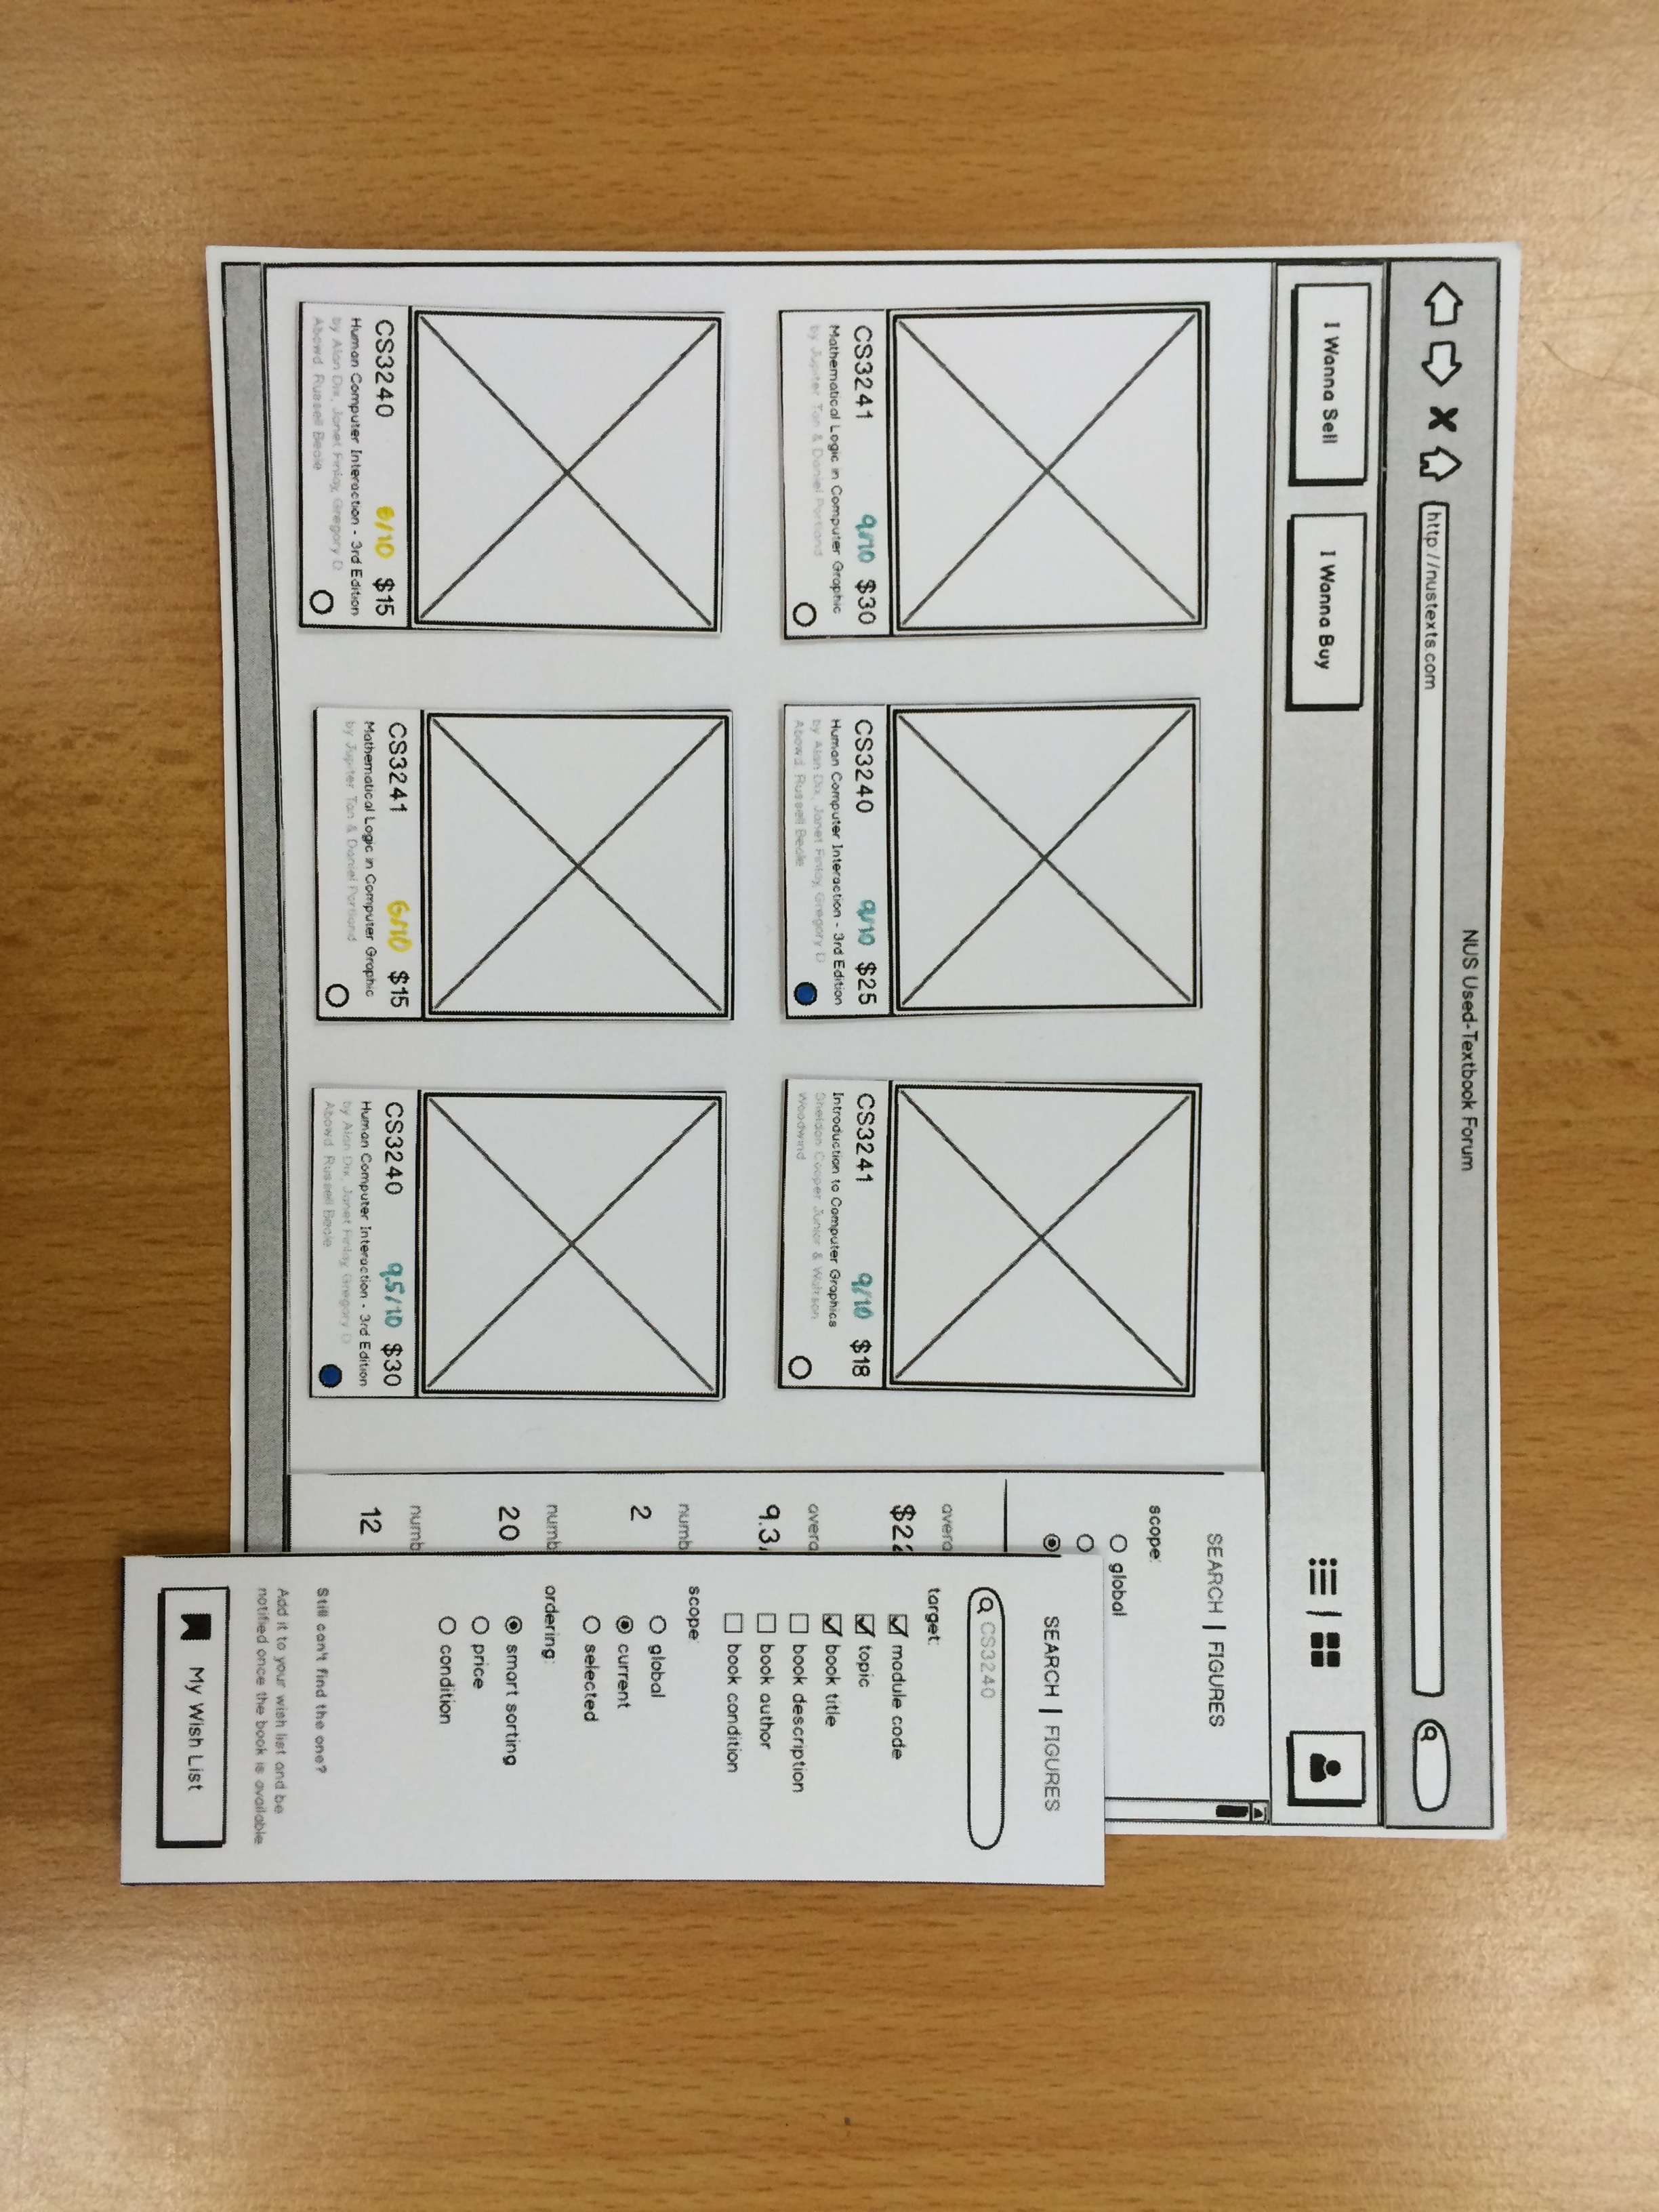 NUS Used-Textbook Forum
http://nustexts.com
I Wanna Sell
I Wanna Buy
CS3241 9/10 $30
Mathematical Logic in Computer Graphic
by Jupiter Tan & Daniel Portland
CS3240 9/10 $25
Human Computer Interaction - 3rd Edition
by Alan Dix, Janet Finlay, Gregory D
Abowd, Russell Beale
CS3241 9/10 $18
Introduction to Computer Graphics
Sheldon Cooper Junior & Watson
Woodwind
CS3240 6/10 $15
Human Computer Interaction - 3rd Edition
by Alan Dix, Janet Finlay, Gregory D
Abowd, Russell Beale
CS3241 6/10 $15
Mathematical Logic in Computer Graphic
by Jupiter Tan & Daniel Portland
CS3240 9.5/10 $30
Human Computer Interaction - 3rd Edition
by Alan Dix, Janet Finlay, Gregory D
Abowd, Russell Beale
SEARCH | FIGURES
scope:
global
avera
$22
avera
9.3
numb
2
numb
20
numb
12
SEARCH | FIGURES
CS3240
target:
module code
topic
book title
book description
book author
book condition
scope:
global
current
selected
ordering:
smart sorting
price
condition
Still can't find the one?
Add it to your wish list and be
notified once the book is available
My Wish List